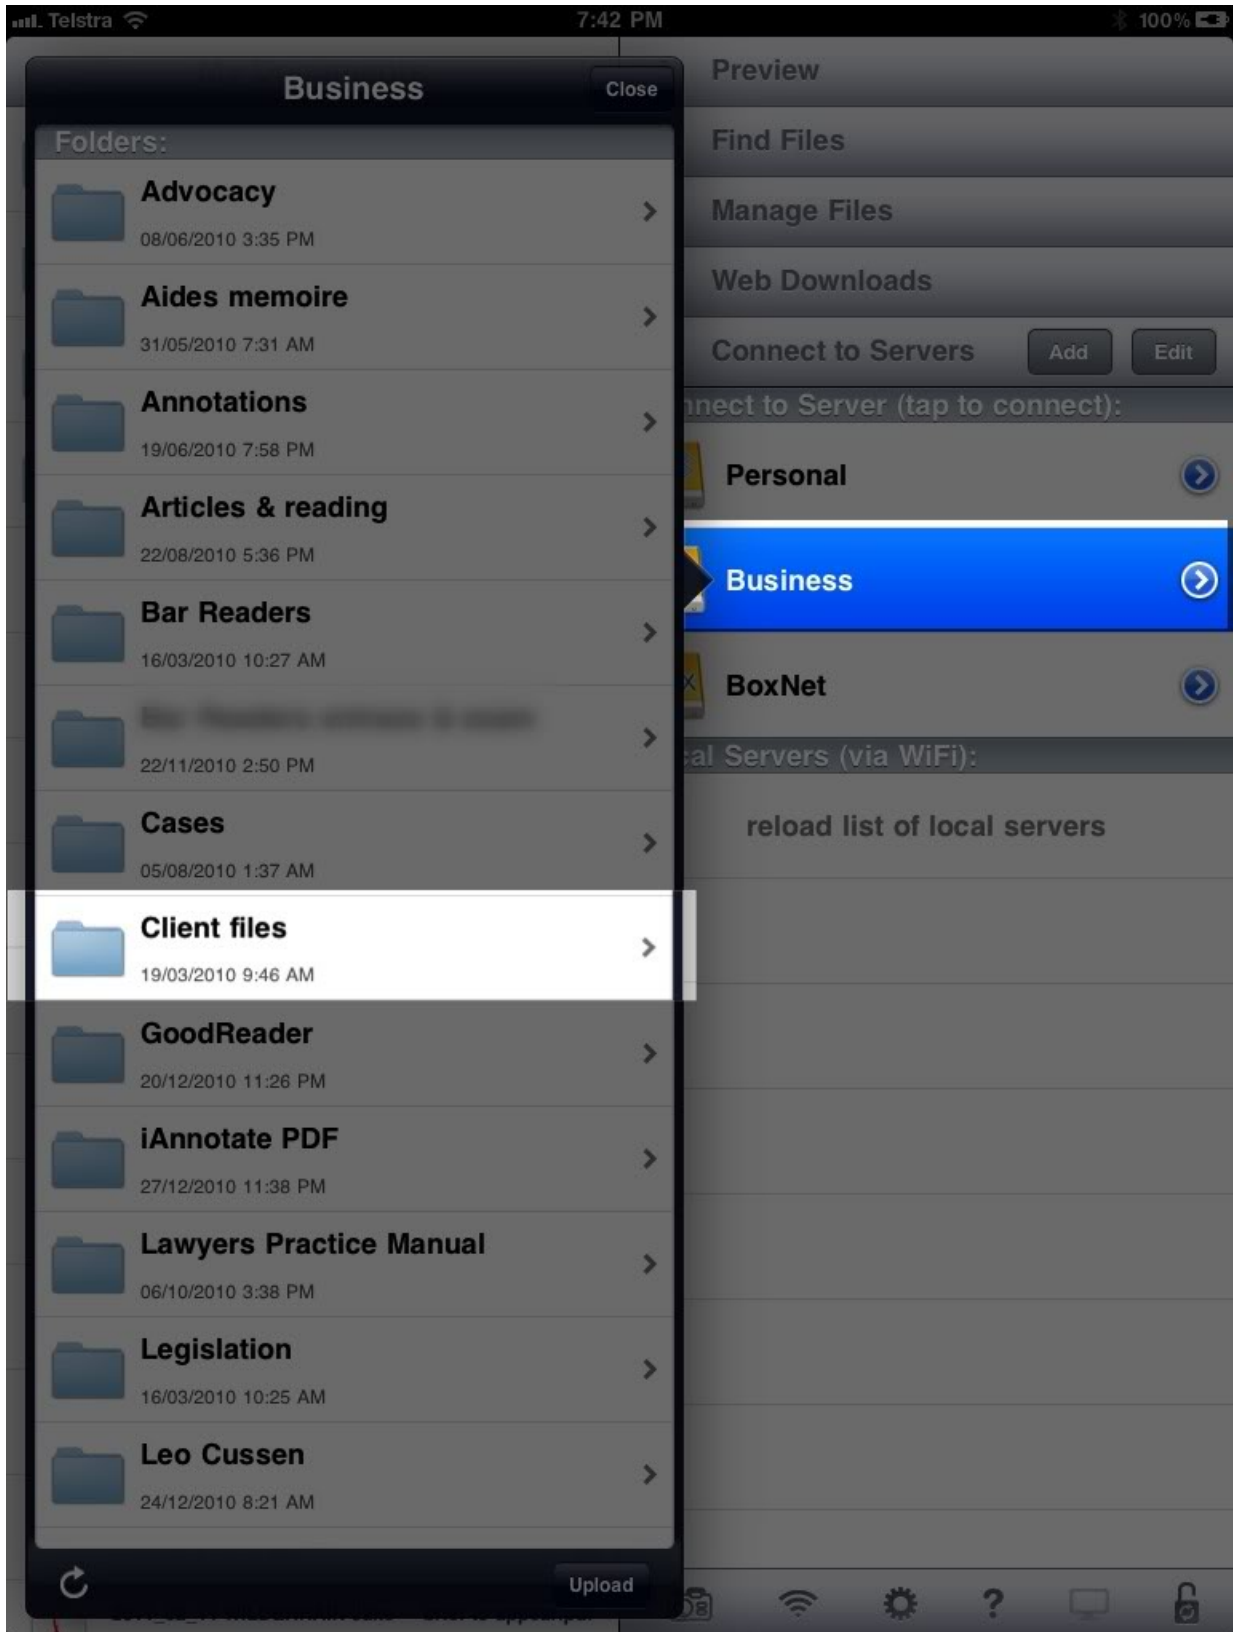 Telstra 7:42 PM 100%
Business Close
Folders:
Advocacy
08/06/2010 3:35 PM
Aides memoire
31/05/2010 7:31 AM
Annotations
19/06/2010 7:58 PM
Articles & reading
22/08/2010 5:36 PM
Bar Readers
16/03/2010 10:27 AM
22/11/2010 2:50 PM
Cases
05/08/2010 1:37 AM
Client files
19/03/2010 9:46 AM
GoodReader
20/12/2010 11:26 PM
iAnnotate PDF
27/12/2010 11:38 PM
Lawyers Practice Manual
06/10/2010 3:38 PM
Legislation
16/03/2010 10:25 AM
Leo Cussen
24/12/2010 8:21 AM
Upload
Preview
Find Files
Manage Files
Web Downloads
Connect to Servers Add Edit
nnect to Server (tap to connect):
Personal
Business
BoxNet
cal Servers (via WiFi):
reload list of local servers
?